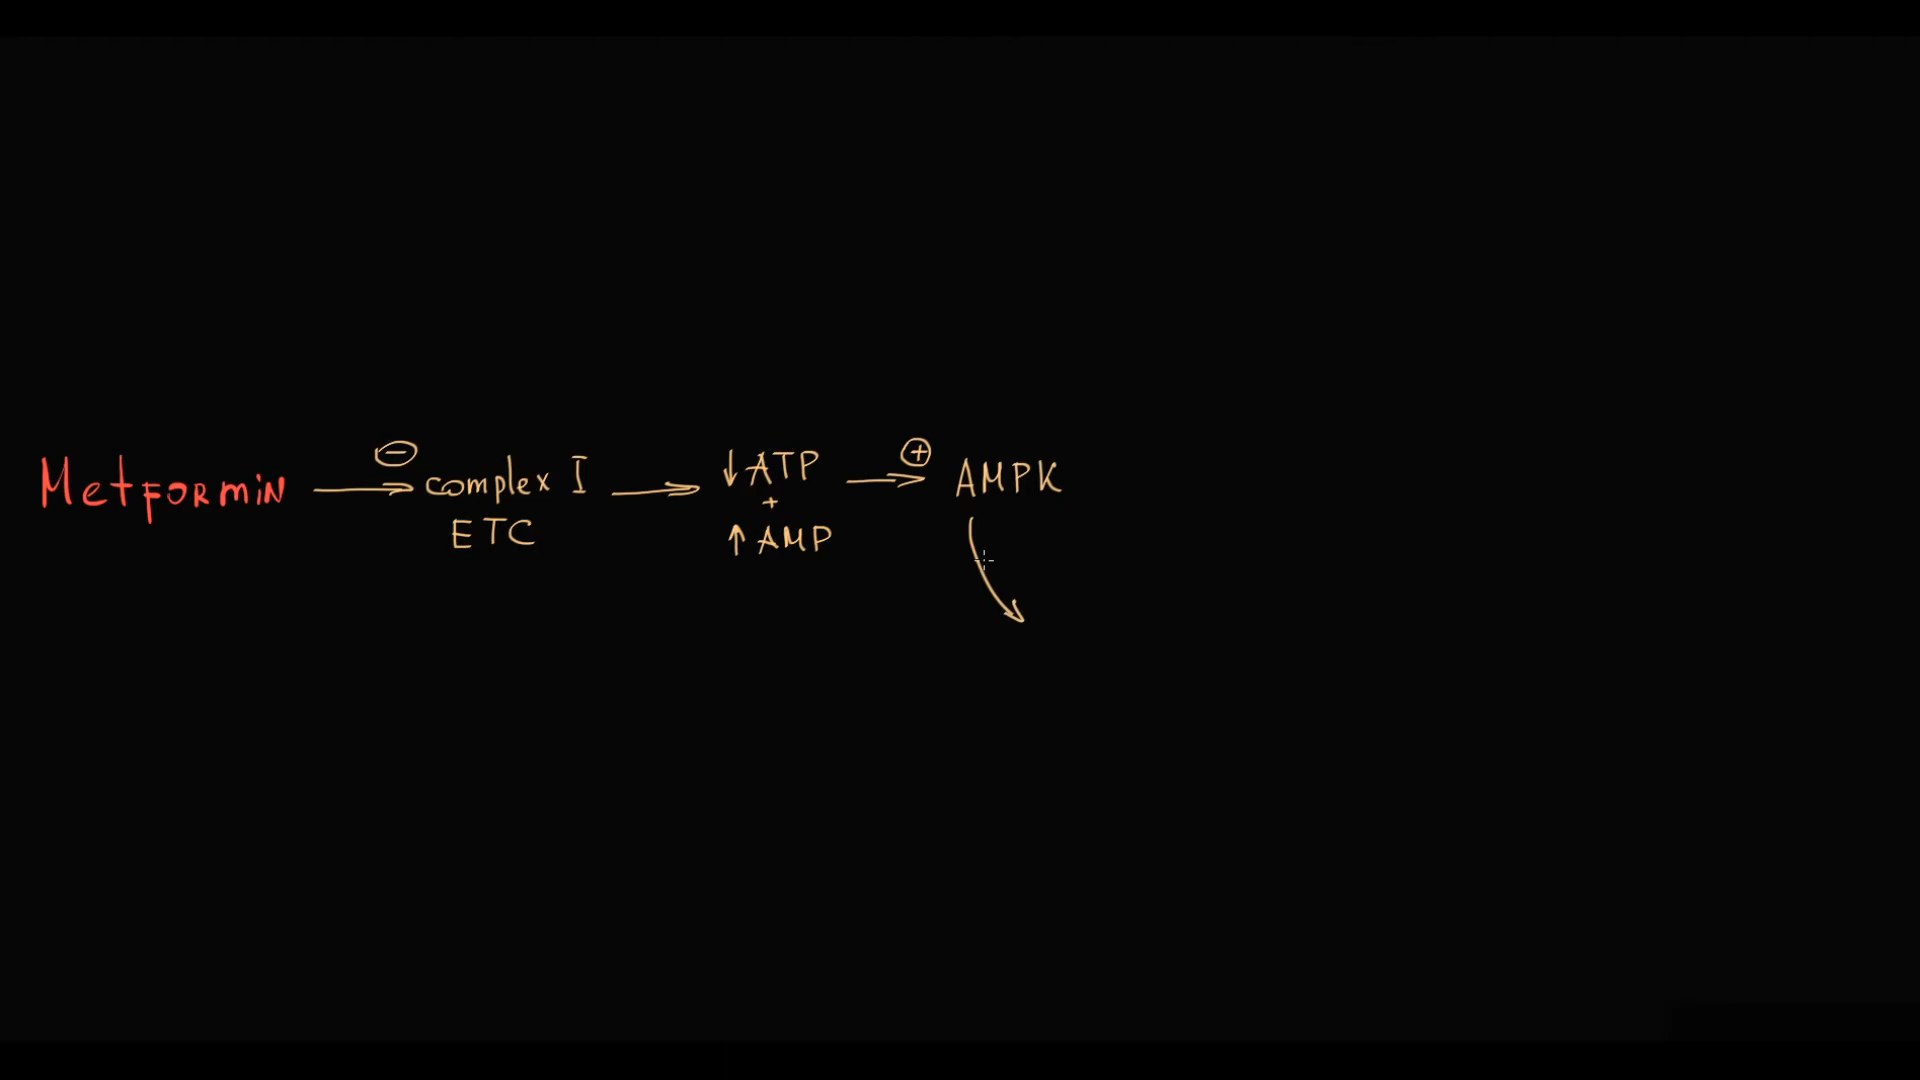 Metformin ⟶ ⊖ complex I ⟶ ↓ATP ⟶ ⊕ AMPK
ETC
+
↑AMP